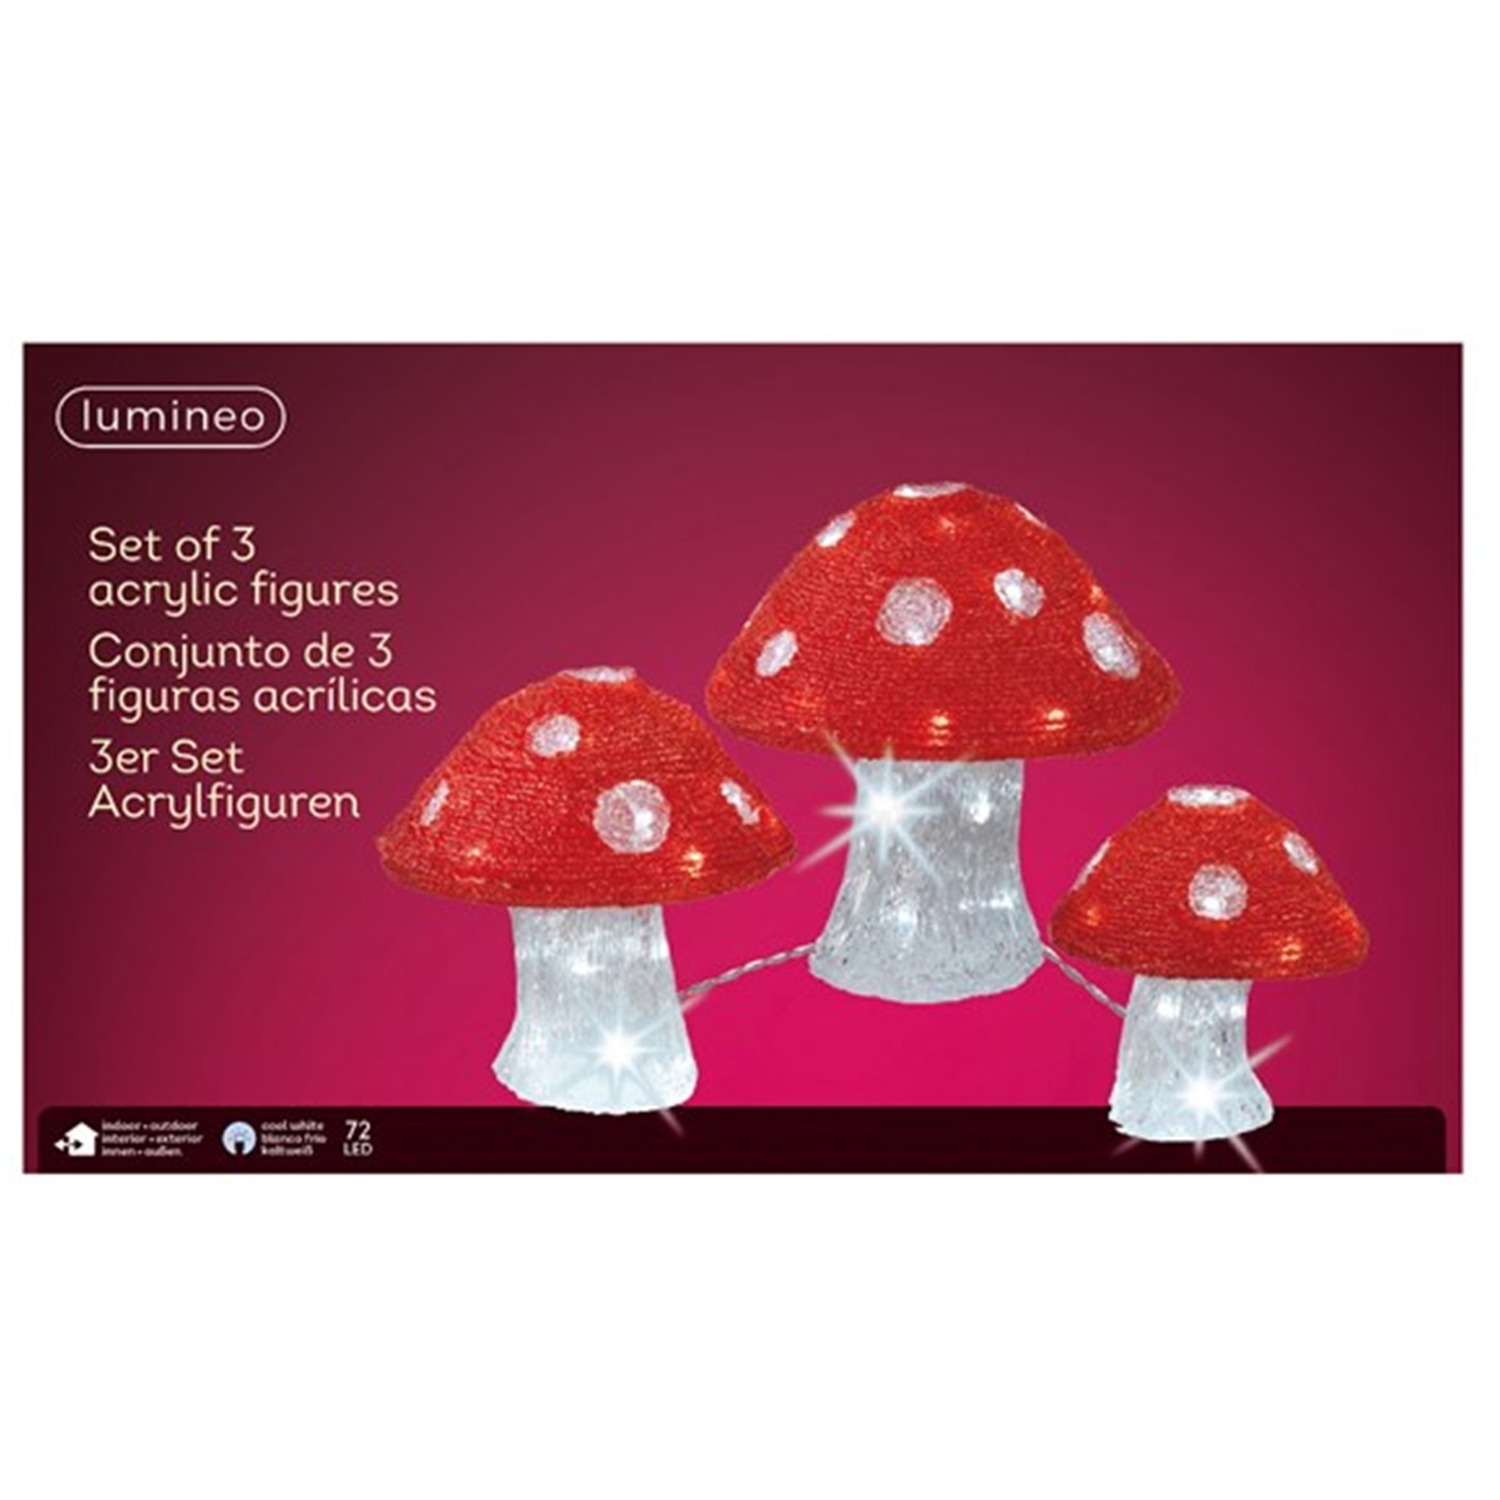 lumineo
Set of 3
acrylic figures
Conjunto de 3
figuras acrílicas
3er Set
Acrylfiguren
indoor + outdoor
interior + exterior
innen + außen
cool white
blanco frío
kaltweiß
72
LED